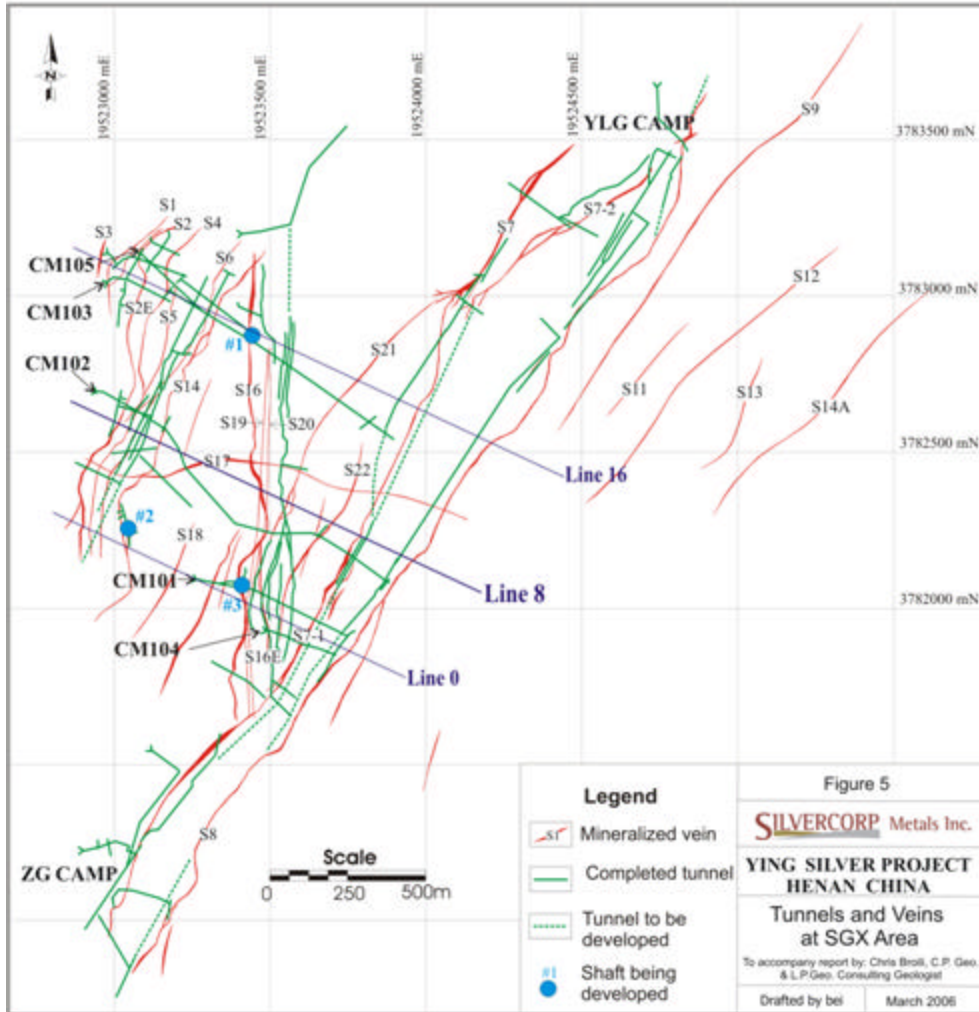 19523000 mE
19523500 mE
19524000 mE
19524500 mE
N
YLG CAMP
S9
3783500 mN
S1
S2
S4
S3
S7-2
S7
CM105
S6
S12
3783000 mN
CM103
S2E
S5
#1
S21
CM102
S14
S16
S11
S13
S14A
S19
S20
S17
S22
3782500 mN
Line 16
#2
S18
CM101
#3
Line 8
3782000 mN
S7-1
CM104
S16E
Line 0
S8
ZG CAMP
Scale
0 250 500m
Legend
S1 Mineralized vein
Completed tunnel
Tunnel to be
developed
#1 Shaft being
developed
Figure 5
SILVERCORP Metals Inc.
YING SILVER PROJECT
HENAN CHINA
Tunnels and Veins
at SGX Area
To accompany report by: Chris Broili, C.P. Geo.
& L.P.Geo. Consulting Geologist
Drafted by bei March 2006